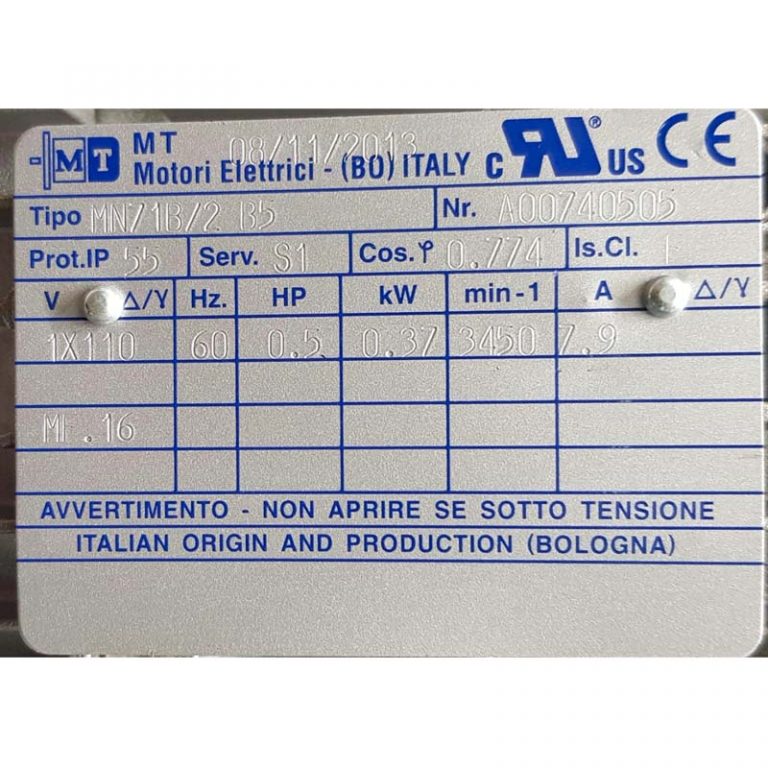 MT MT 08/11/2013
Motori Elettrici - (BO) ITALY c RU® US CE
Tipo MN71B/2 B5 Nr. A00740505
Prot.IP 55 Serv. S1 Cos.φ 0.774 Is.Cl. I
V Δ/Y Hz. HP kW min-1 A Δ/Y
1X110 60 0.5 0.37 3450 7.9
.16
AVVERTIMENTO - NON APRIRE SE SOTTO TENSIONE
ITALIAN ORIGIN AND PRODUCTION (BOLOGNA)